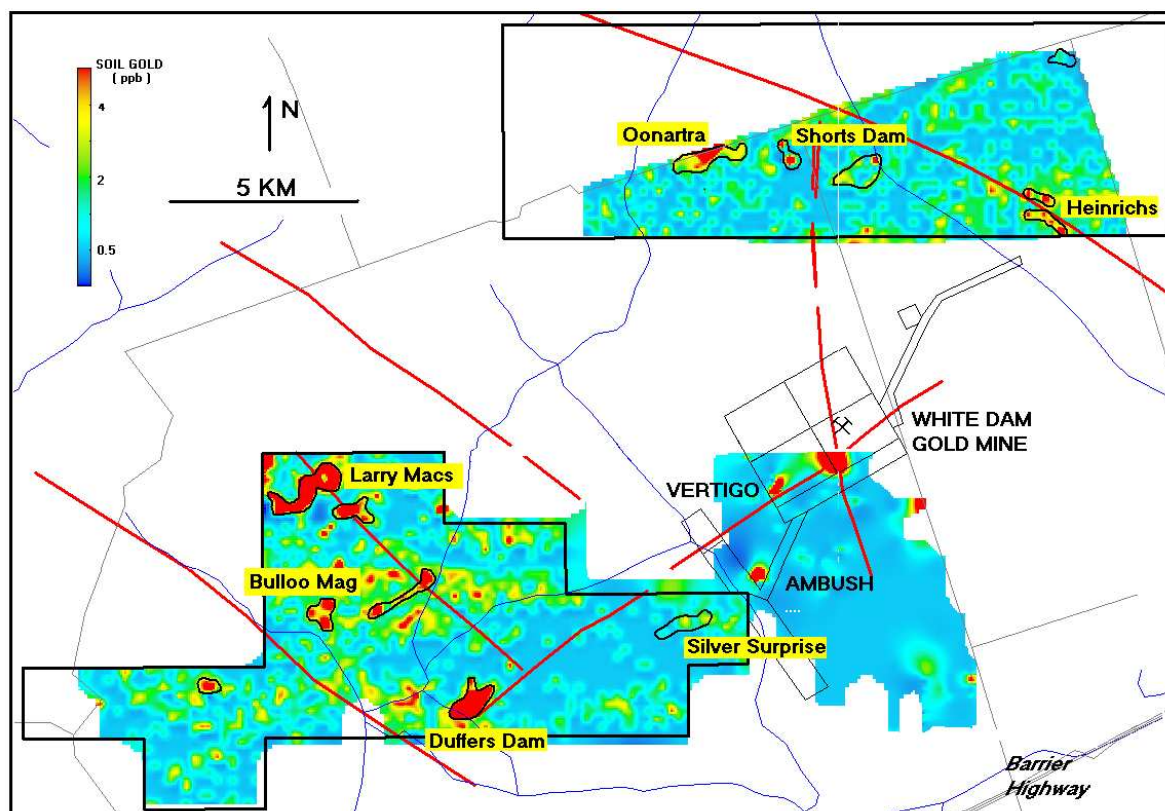 SOIL GOLD
( ppb )
4
2
0.5
N
5 KM
Oonartra
Shorts Dam
Heinrichs
WHITE DAM
GOLD MINE
Larry Macs
VERTIGO
Bulloo Mag
AMBUSH
Silver Surprise
Duffers Dam
Barrier
Highway